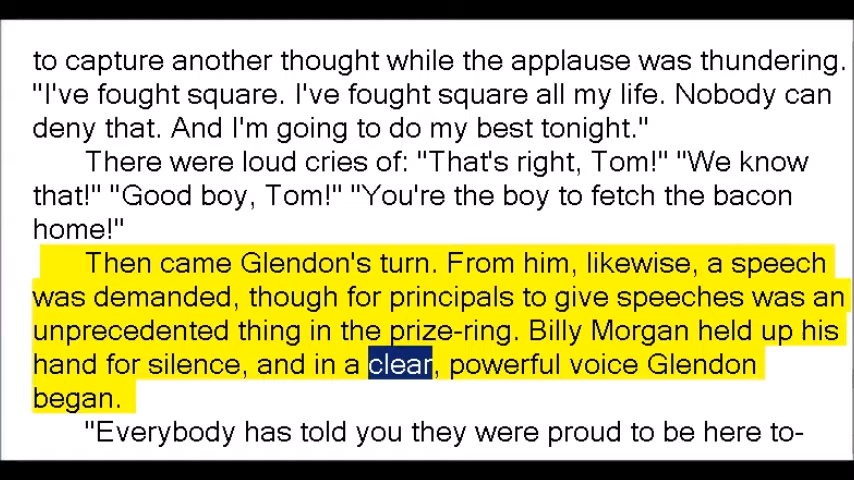 to capture another thought while the applause was thundering.
"I've fought square. I've fought square all my life. Nobody can
deny that. And I'm going to do my best tonight."
There were loud cries of: "That's right, Tom!" "We know
that!" "Good boy, Tom!" "You're the boy to fetch the bacon
home!"
Then came Glendon's turn. From him, likewise, a speech
was demanded, though for principals to give speeches was an
unprecedented thing in the prize-ring. Billy Morgan held up his
hand for silence, and in a clear, powerful voice Glendon
began.
"Everybody has told you they were proud to be here to-